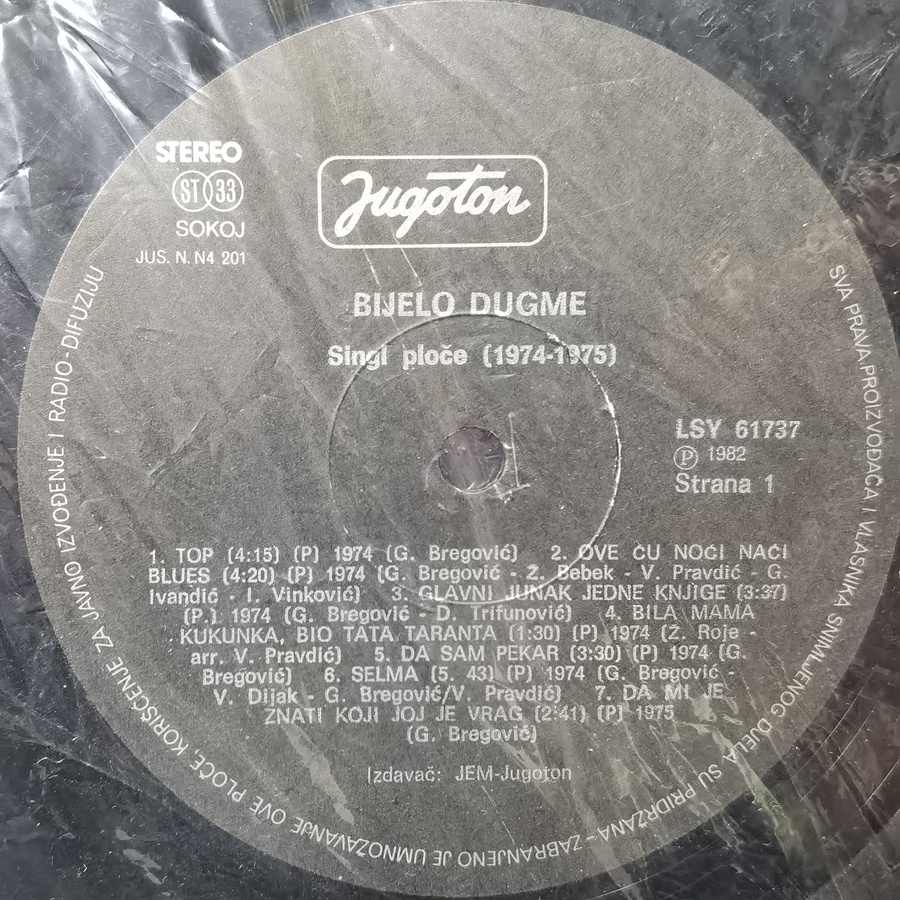 STEREO
ST 33
SOKOJ
JUS. N. N4 201
Jugoton
BIJELO DUGME
Singl ploče (1974-1975)
LSY 61737
Ⓟ 1982
Strana 1
1. TOP (4:15) (P) 1974 (G. Bregović) 2. OVE ĆU NOĆI NAĆI
BLUES (4:20) (P) 1974 (G. Bregović - Ž. Bebek - V. Pravdić - G.
Ivandić - I. Vinković) 3. GLAVNI JUNAK JEDNE KNJIGE (3:37)
(P.) 1974 (G. Bregović - D. Trifunović) 4. BILA MAMA
KUKUNKA, BIO TATA TARANTA (1:30) (P) 1974 (Z. Roje -
arr. V. Pravdić) 5. DA SAM PEKAR (3:30) (P) 1974 (G.
Bregović) 6. SELMA (5. 43) (P) 1974 (G. Bregović -
V. Dijak - G. Bregović/V. Pravdić) 7. DA MI JE
ZNATI KOJI JOJ JE VRAG (2:41) (P) 1975
(G. Bregović)
Izdavač: JEM-Jugoton
SVA PRAVA PROIZVOĐAČA I VLASNIKA SNIMLJENOG DJELA SU PRIDRŽANA - ZABRANJENO JE UMNOŽAVANJE OVE PLOČE, KORIŠĆENJE ZA JAVNO IZVOĐENJE I RADIO-DIFUZIJU